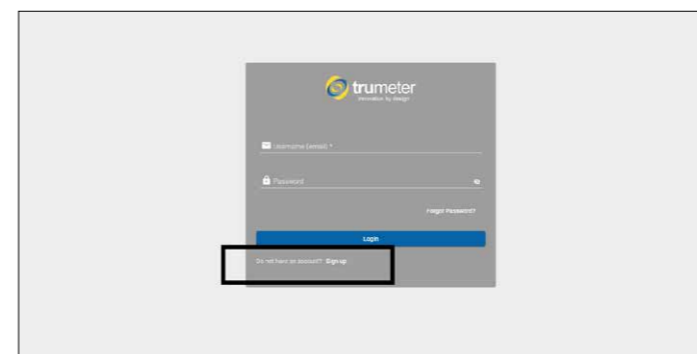 trumeter
innovation by design
Username (email) *
Password
Forgot Password?
Login
Do not have an account? Sign up